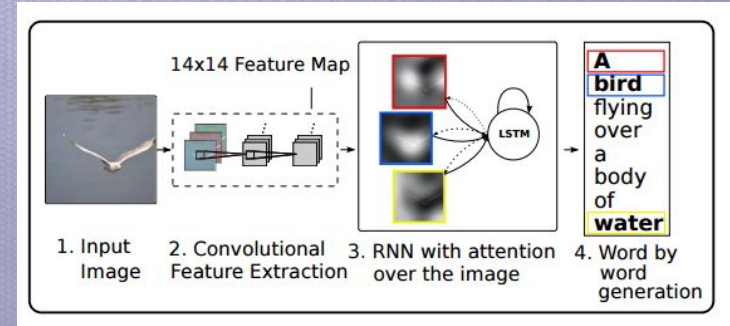 14x14 Feature Map
LSTM
A
bird
flying
over
a
body
of
water
1. Input
Image
2. Convolutional
Feature Extraction
3. RNN with attention
over the image
4. Word by
word
generation